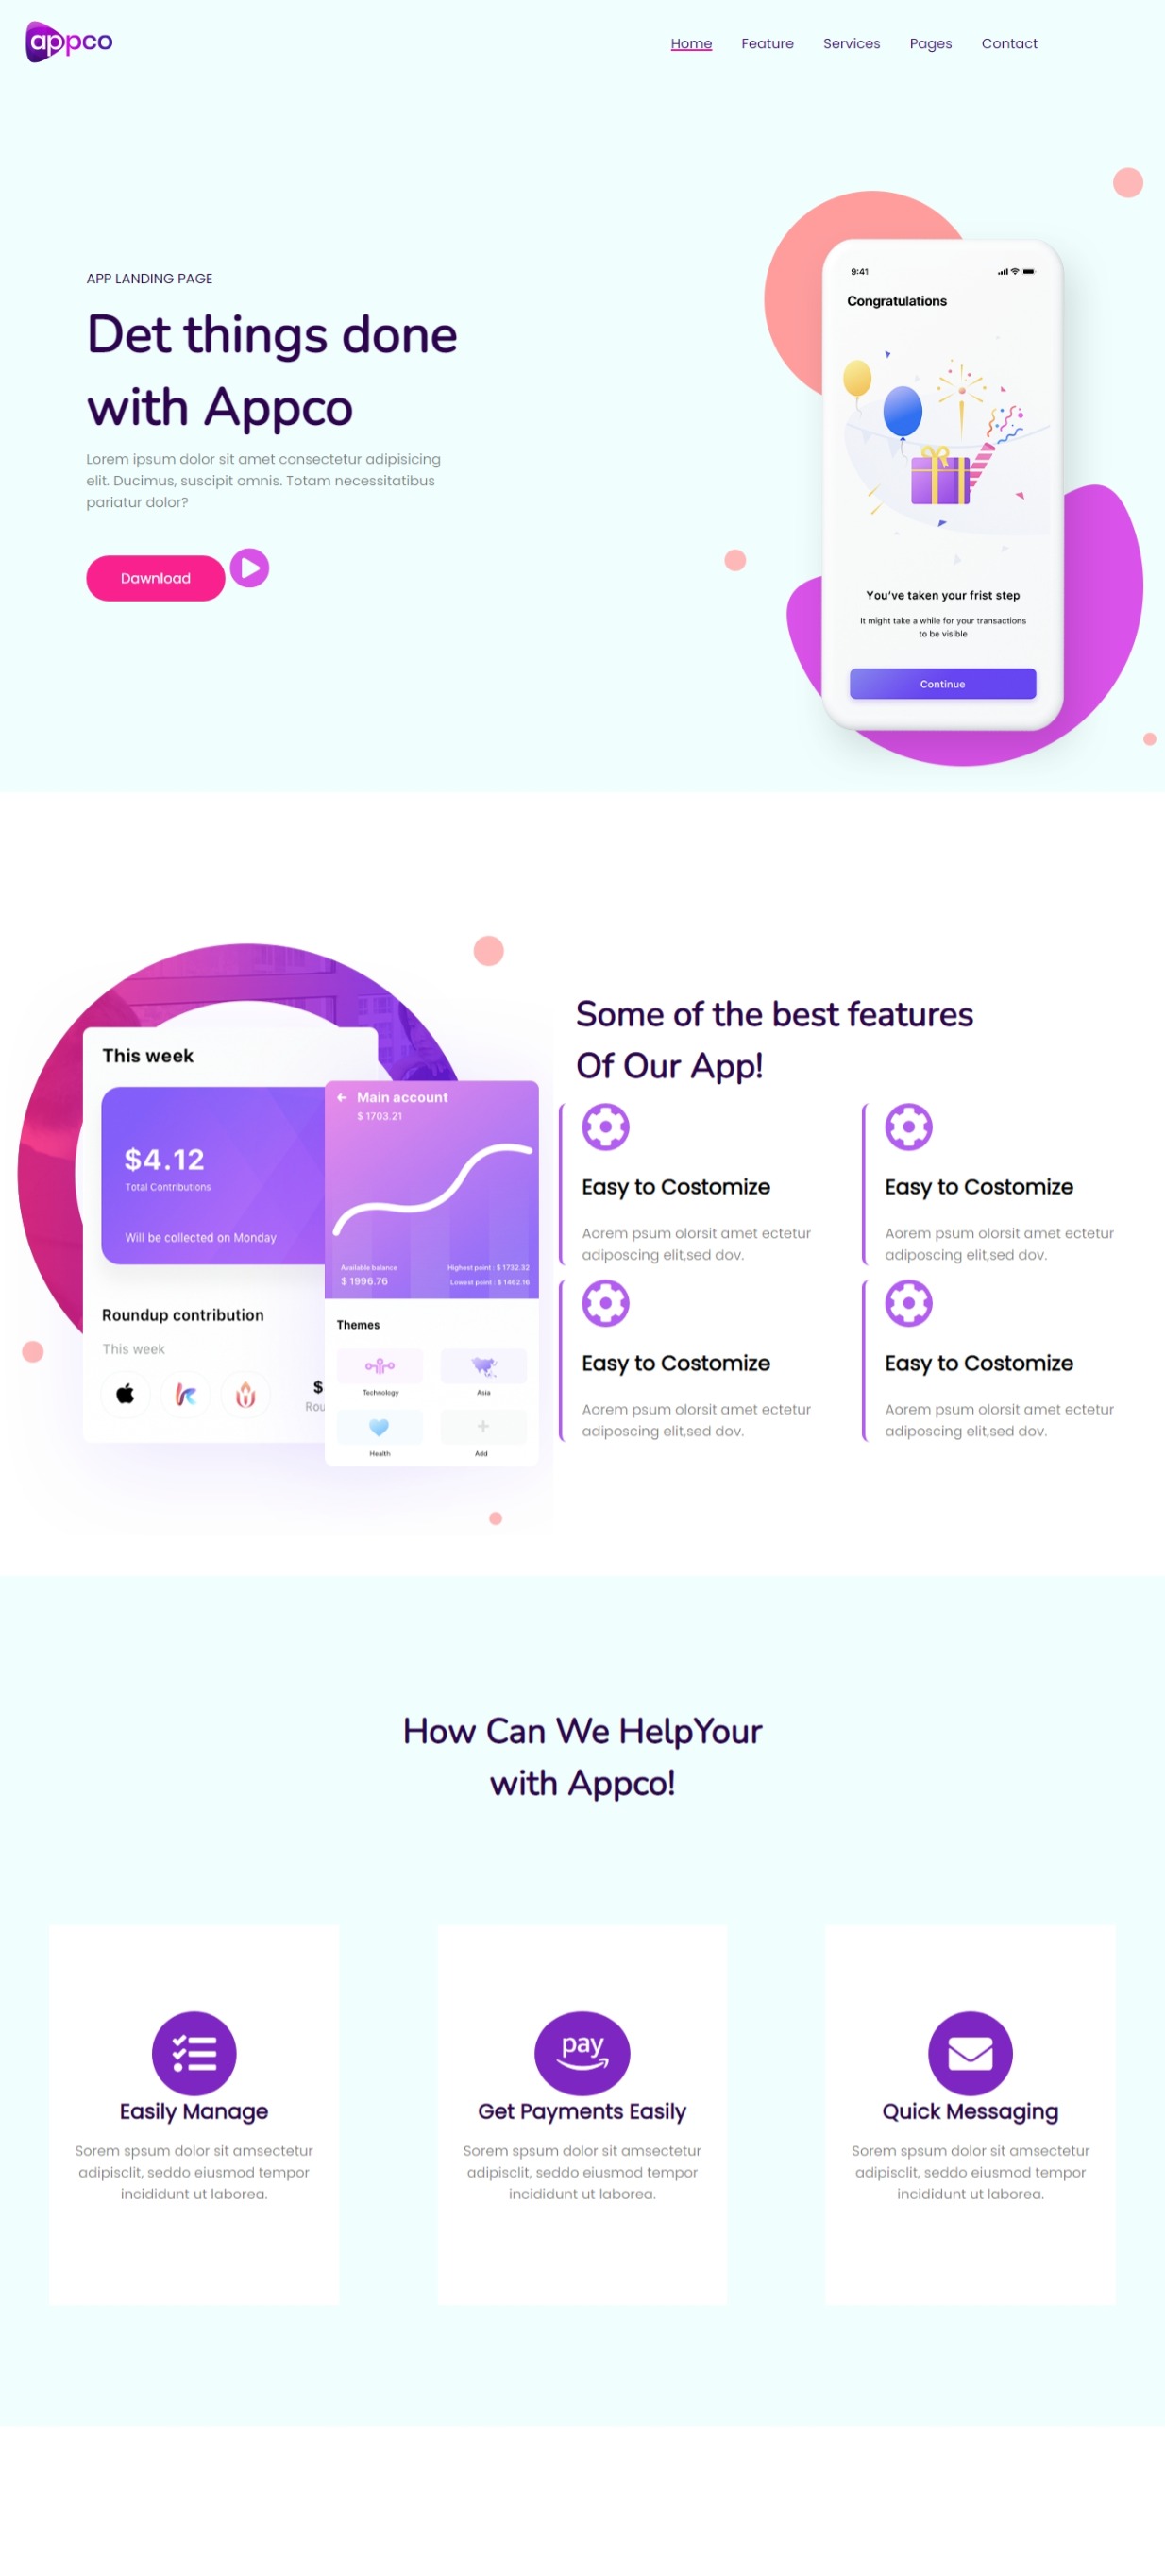 appco
Home Feature Services Pages Contact
APP LANDING PAGE
Det things done
with Appco
Lorem ipsum dolor sit amet consectetur adipisicing
elit. Ducimus, suscipit omnis. Totam necessitatibus
pariatur dolor?
Dawnload
9:41
Congratulations
You've taken your frist step
It might take a while for your transactions
to be visible
Continue
This week
$4.12
Total Contributions
Will be collected on Monday
Roundup contribution
This week
$
Rou
Main account
$ 1703.21
Available balance
$ 1996.76
Highest point : $ 1732.32
Lowest point : $ 1462.16
Themes
Technology
Asia
Health
Add
Some of the best features
Of Our App!
Easy to Costomize
Aorem psum olorsit amet ectetur
adiposcing elit,sed dov.
Easy to Costomize
Aorem psum olorsit amet ectetur
adiposcing elit,sed dov.
Easy to Costomize
Aorem psum olorsit amet ectetur
adiposcing elit,sed dov.
Easy to Costomize
Aorem psum olorsit amet ectetur
adiposcing elit,sed dov.
How Can We HelpYour
with Appco!
Easily Manage
Sorem spsum dolor sit amsectetur
adipisclit, seddo eiusmod tempor
incididunt ut laborea.
pay
Get Payments Easily
Sorem spsum dolor sit amsectetur
adipisclit, seddo eiusmod tempor
incididunt ut laborea.
Quick Messaging
Sorem spsum dolor sit amsectetur
adipisclit, seddo eiusmod tempor
incididunt ut laborea.